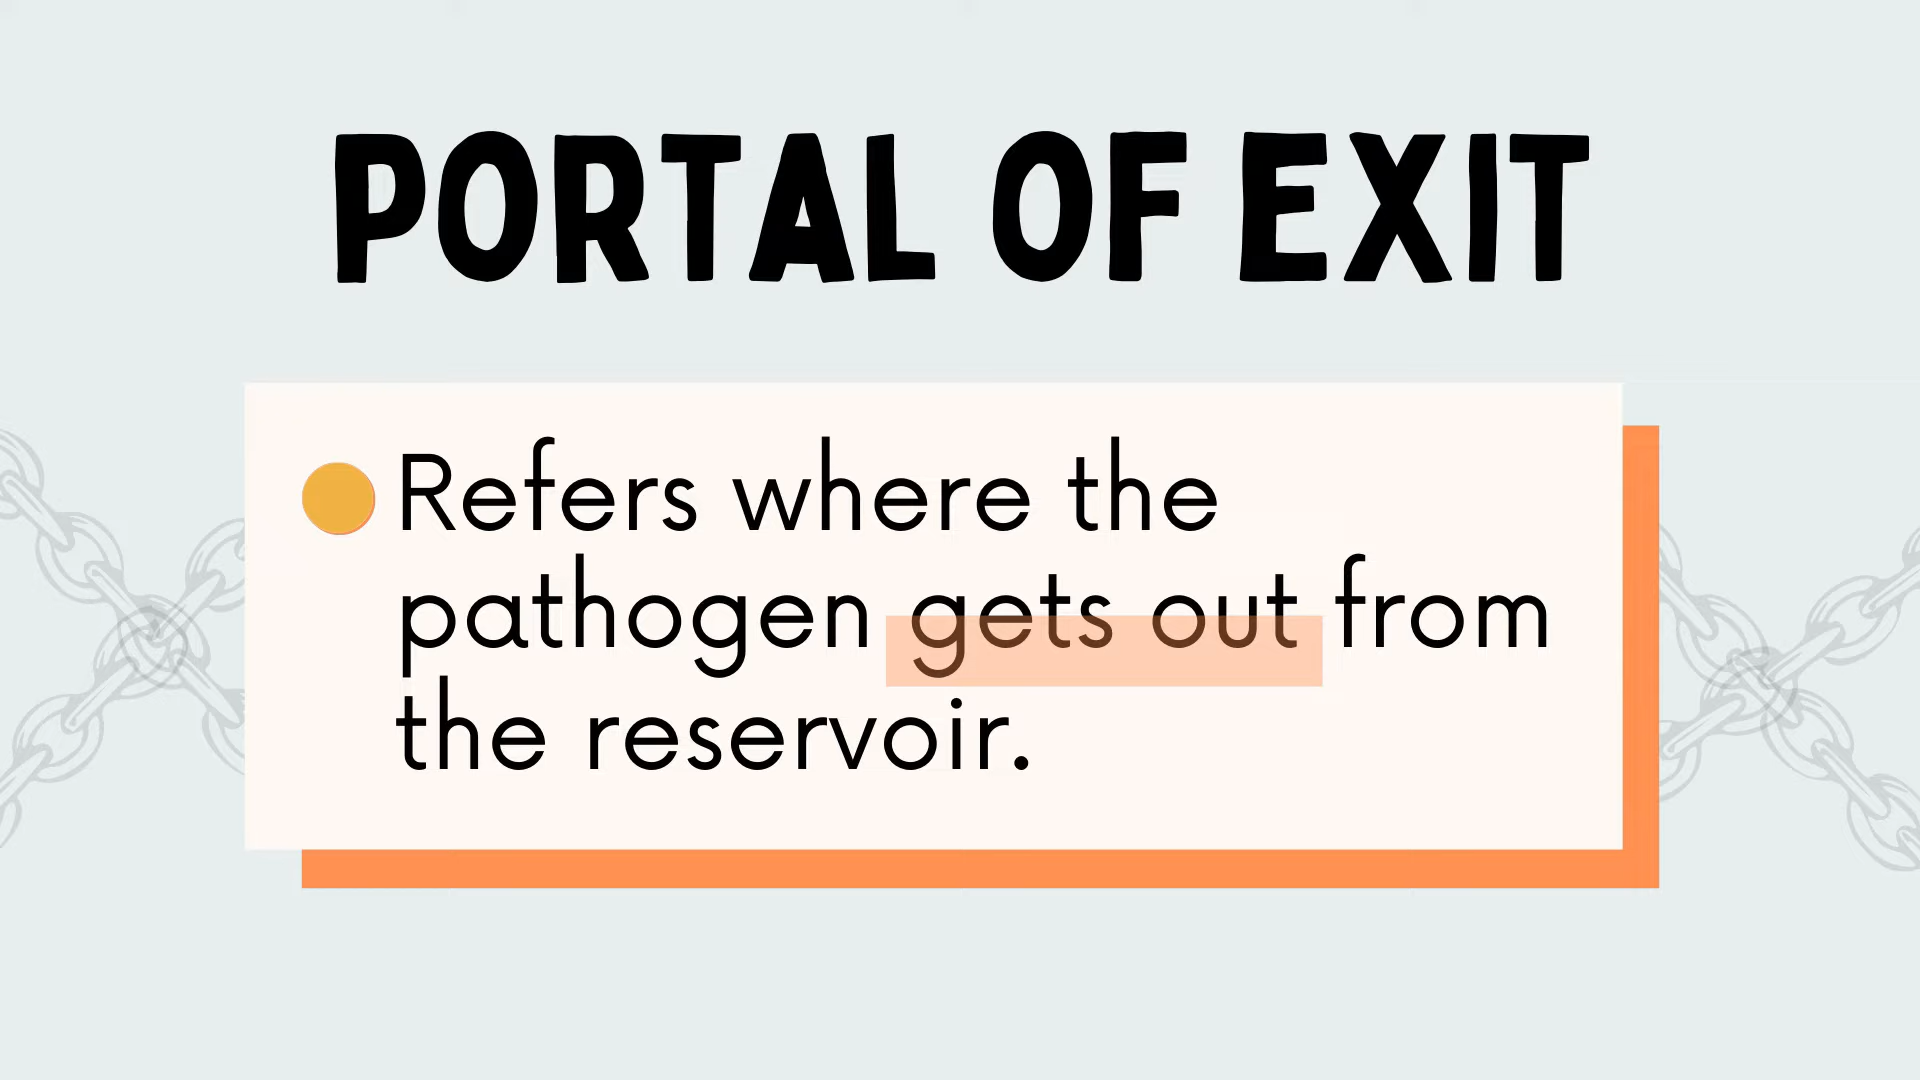 PORTAL OF EXIT
Refers where the
pathogen gets out from
the reservoir.